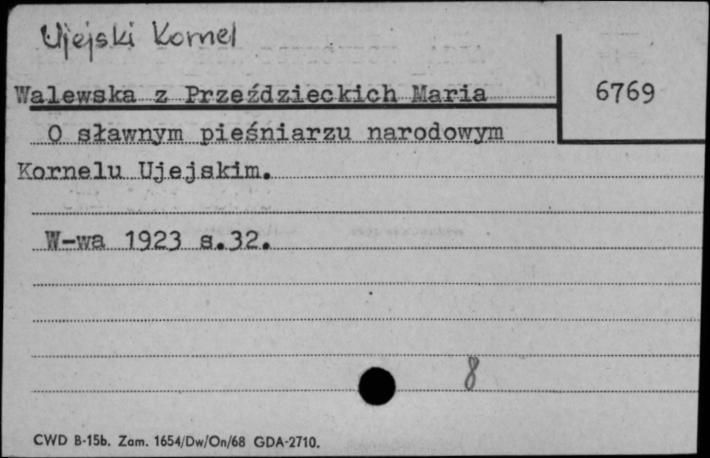 Ujejski Kornel
Walewska z Przeździeckich Maria
6769
O sławnym pieśniarzu narodowym
Kornelu Ujejskim.
W-wa 1923 s.32.
8
CWD B-15b. Zam. 1654/Dw/On/68 GDA-2710.